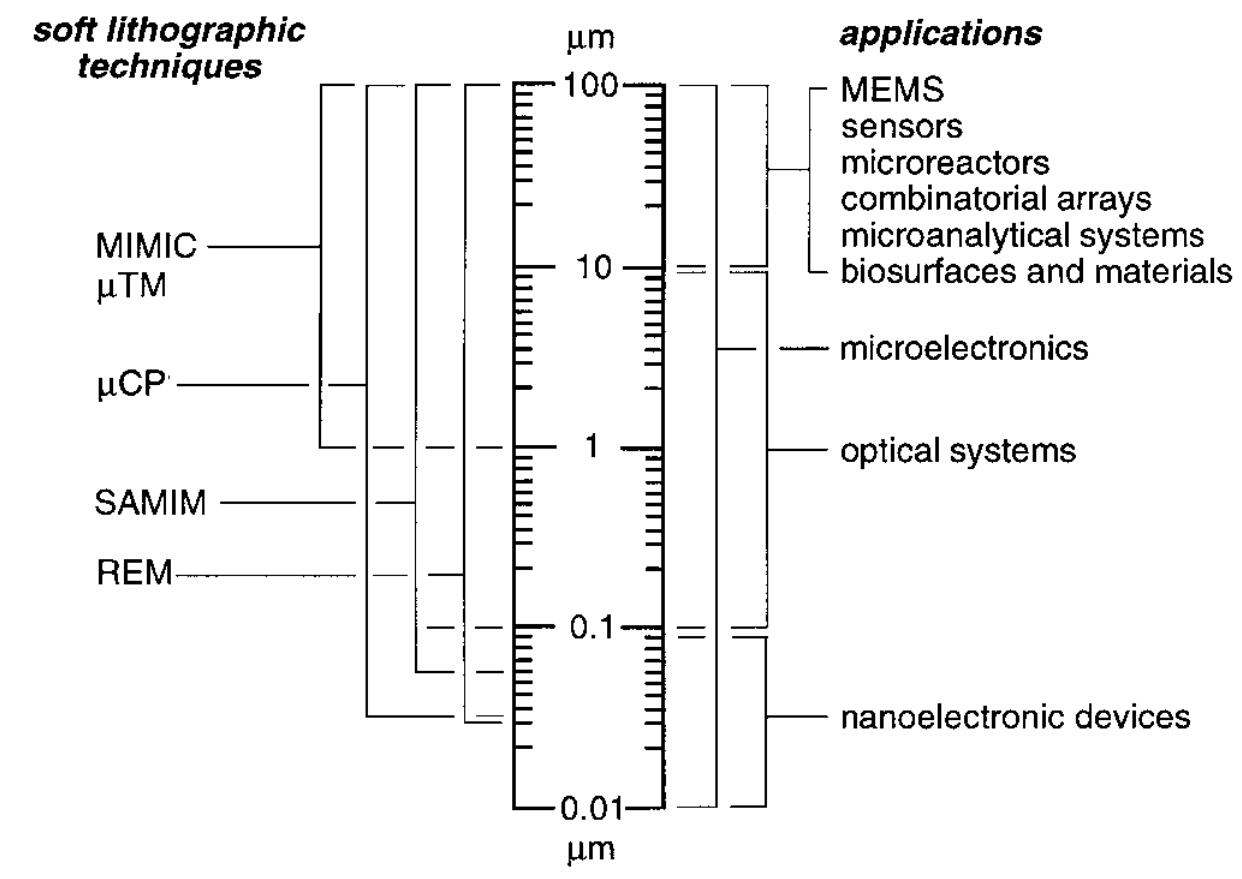 soft lithographic
techniques
μm
applications
100
MEMS
sensors
microreactors
combinatorial arrays
microanalytical systems
biosurfaces and materials
MIMIC
μTM
10
microelectronics
μCP
1
optical systems
SAMIM
REM
0.1
nanoelectronic devices
0.01
μm